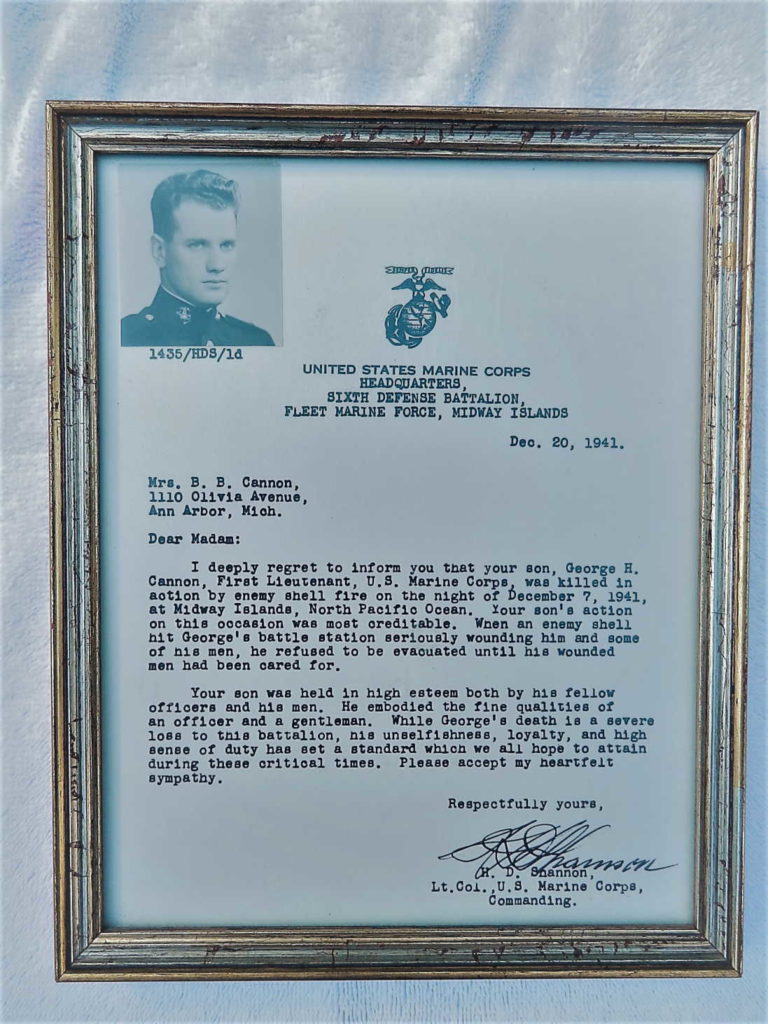 1435/HDS/ld
UNITED STATES MARINE CORPS
HEADQUARTERS,
SIXTH DEFENSE BATTALION,
FLEET MARINE FORCE, MIDWAY ISLANDS
Dec. 20, 1941.
Mrs. B. B. Cannon,
1110 Olivia Avenue,
Ann Arbor, Mich.
Dear Madam:
I deeply regret to inform you that your son, George H.
Cannon, First Lieutenant, U.S. Marine Corps, was killed in
action by enemy shell fire on the night of December 7, 1941,
at Midway Islands, North Pacific Ocean. Your son's action
on this occasion was most creditable. When an enemy shell
hit George's battle station seriously wounding him and some
of his men, he refused to be evacuated until his wounded
men had been cared for.
Your son was held in high esteem both by his fellow
officers and his men. He embodied the fine qualities of
an officer and a gentleman. While George's death is a severe
loss to this battalion, his unselfishness, loyalty, and high
sense of duty has set a standard which we all hope to attain
during these critical times. Please accept my heartfelt
sympathy.
Respectfully yours,
H D Shannon
H. D. Shannon,
Lt.Col.,U.S. Marine Corps,
Commanding.